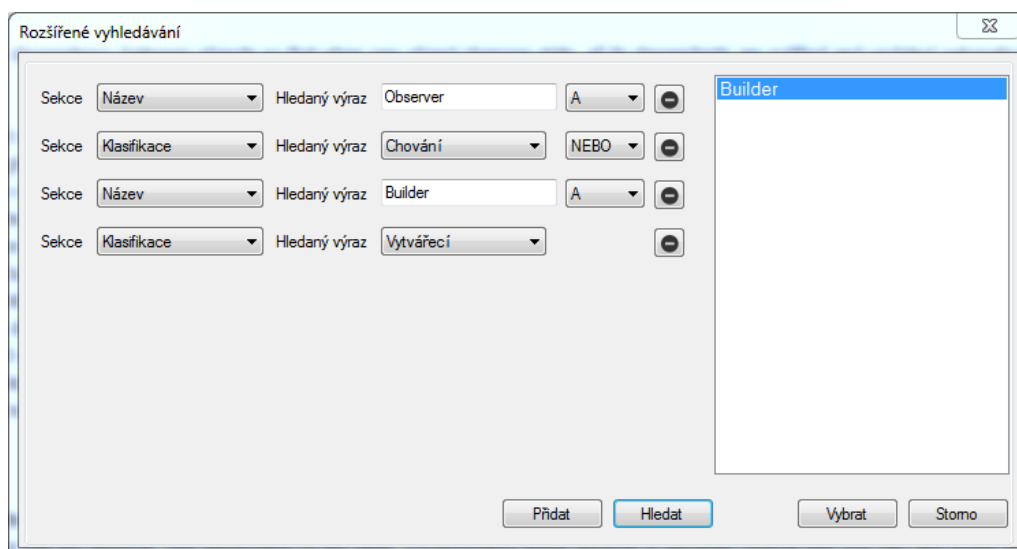 Rozšířené vyhledávání
Sekce Název Hledaný výraz Observer A
Sekce Klasifikace Hledaný výraz Chování NEBO
Sekce Název Hledaný výraz Builder A
Sekce Klasifikace Hledaný výraz Vytvářecí
Builder
Přidat Hledat Vybrat Storno